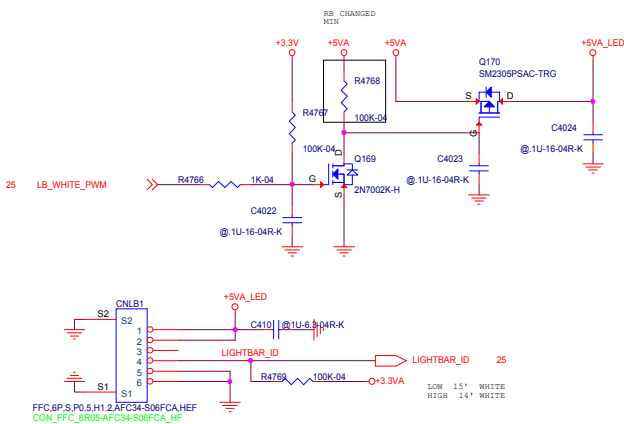 RB CHANGED
MIN
+3.3V
+5VA
+5VA
+5VA_LED
Q170
SM2305PSAC-TRG
R4768
S
D
R4767
100K-04
G
C4024
100K-04
D
Q169
C4023
@.1U-16-04R-K
25
LB_WHITE_PWM
R4766
1K-04
G
@.1U-16-04R-K
S
2N7002K-H
C4022
@.1U-16-04R-K
+5VA_LED
CNLB1
S2
S2
1
2
3
4
5
6
C410
@1U-6.3-04R-K
LIGHTBAR_ID
LIGHTBAR_ID
25
S1
S1
R4769
100K-04
+3.3VA
LOW 15' WHITE
HIGH 14' WHITE
FFC,6P,S,P0.5,H1.2,AFC34-S06FCA,HEF
CON_FFC_6R05-AFC34-S06FCA_HF